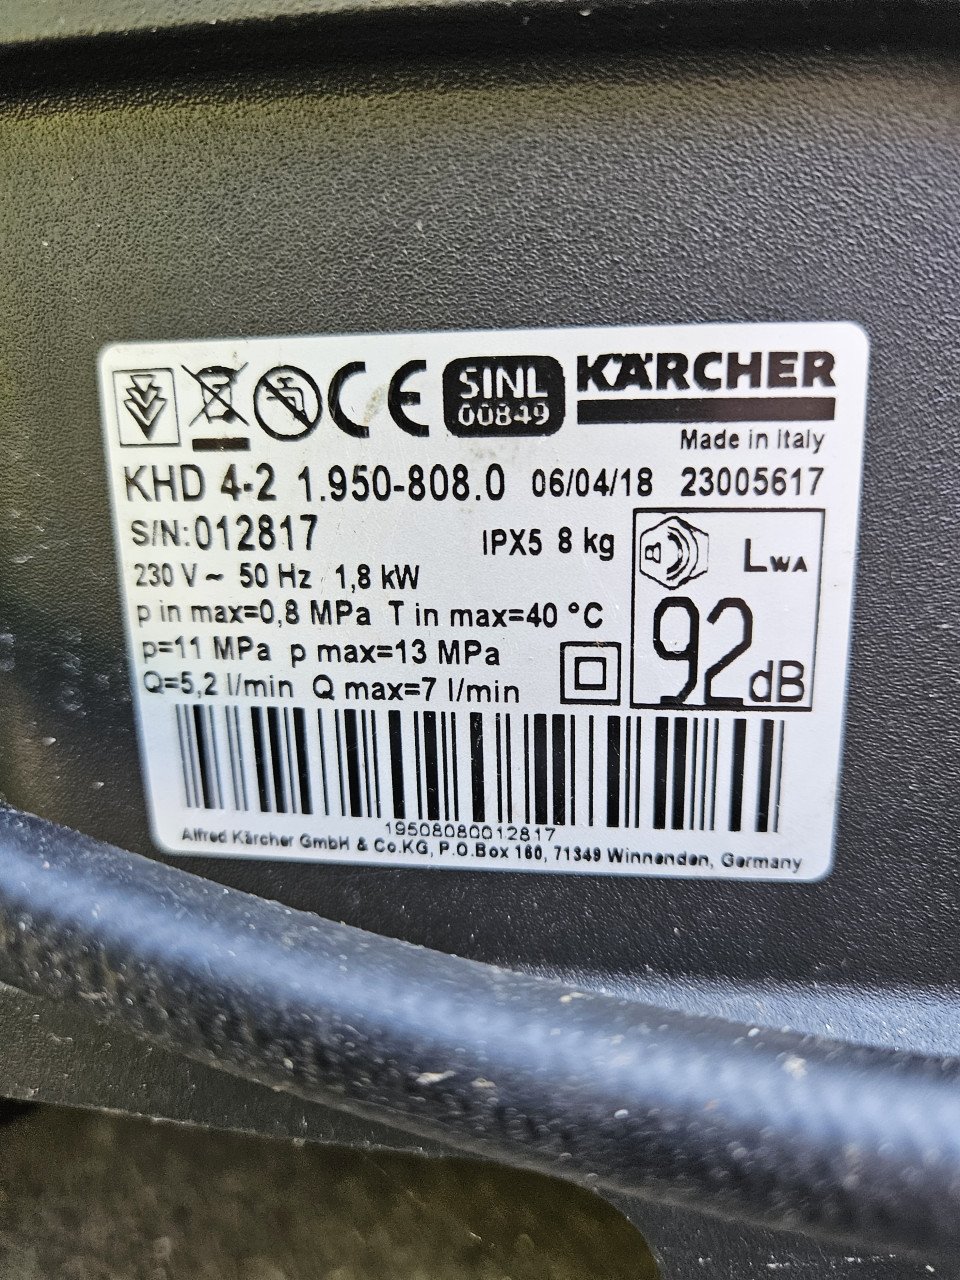 CE SINL 00849 KÄRCHER
Made in Italy
KHD 4-2 1.950-808.0 06/04/18 23005617
S/N:012817 IPX5 8 kg
230 V ~ 50 Hz 1,8 kW
p in max=0,8 MPa T in max=40 °C
p=11 MPa p max=13 MPa
Q=5,2 l/min Q max=7 l/min
LWA
92dB
19508080012817
Alfred Kärcher GmbH & Co.KG, P.O.Box 160, 71349 Winnenden, Germany